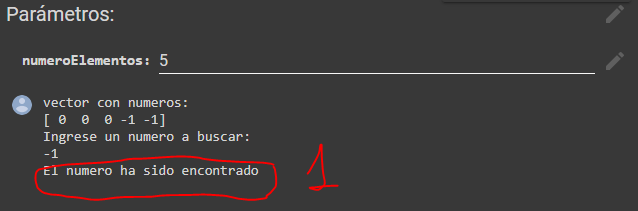 Parámetros:
numeroElementos: 5
vector con numeros:
[ 0  0  0 -1 -1]
Ingrese un numero a buscar:
-1
El numero ha sido encontrado
1